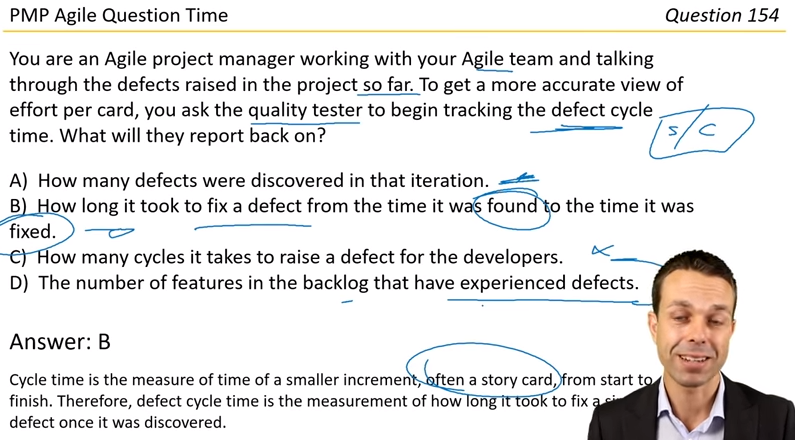 PMP Agile Question Time
Question 154
You are an Agile project manager working with your Agile team and talking
through the defects raised in the project so far. To get a more accurate view of
effort per card, you ask the quality tester to begin tracking the defect cycle
time. What will they report back on?
S/C
A) How many defects were discovered in that iteration.
B) How long it took to fix a defect from the time it was found to the time it was
fixed.
C) How many cycles it takes to raise a defect for the developers.
D) The number of features in the backlog that have experienced defects.
Answer: B
Cycle time is the measure of time of a smaller increment, often a story card, from start to
finish. Therefore, defect cycle time is the measurement of how long it took to fix a
defect once it was discovered.